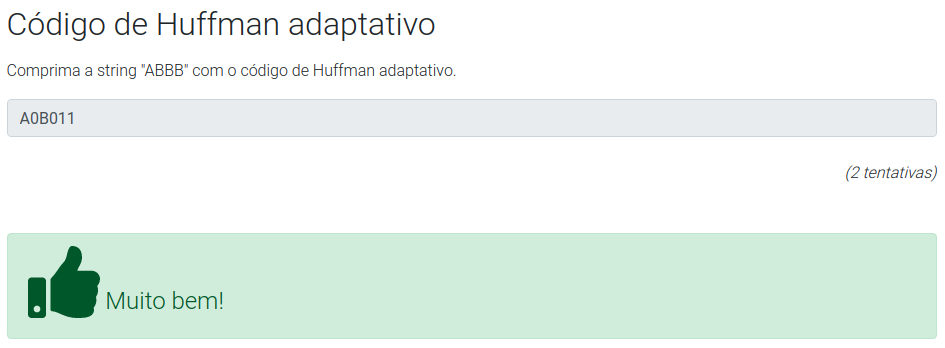 Código de Huffman adaptativo
Comprima a string "ABBB" com o código de Huffman adaptativo.
A0B011
(2 tentativas)
Muito bem!